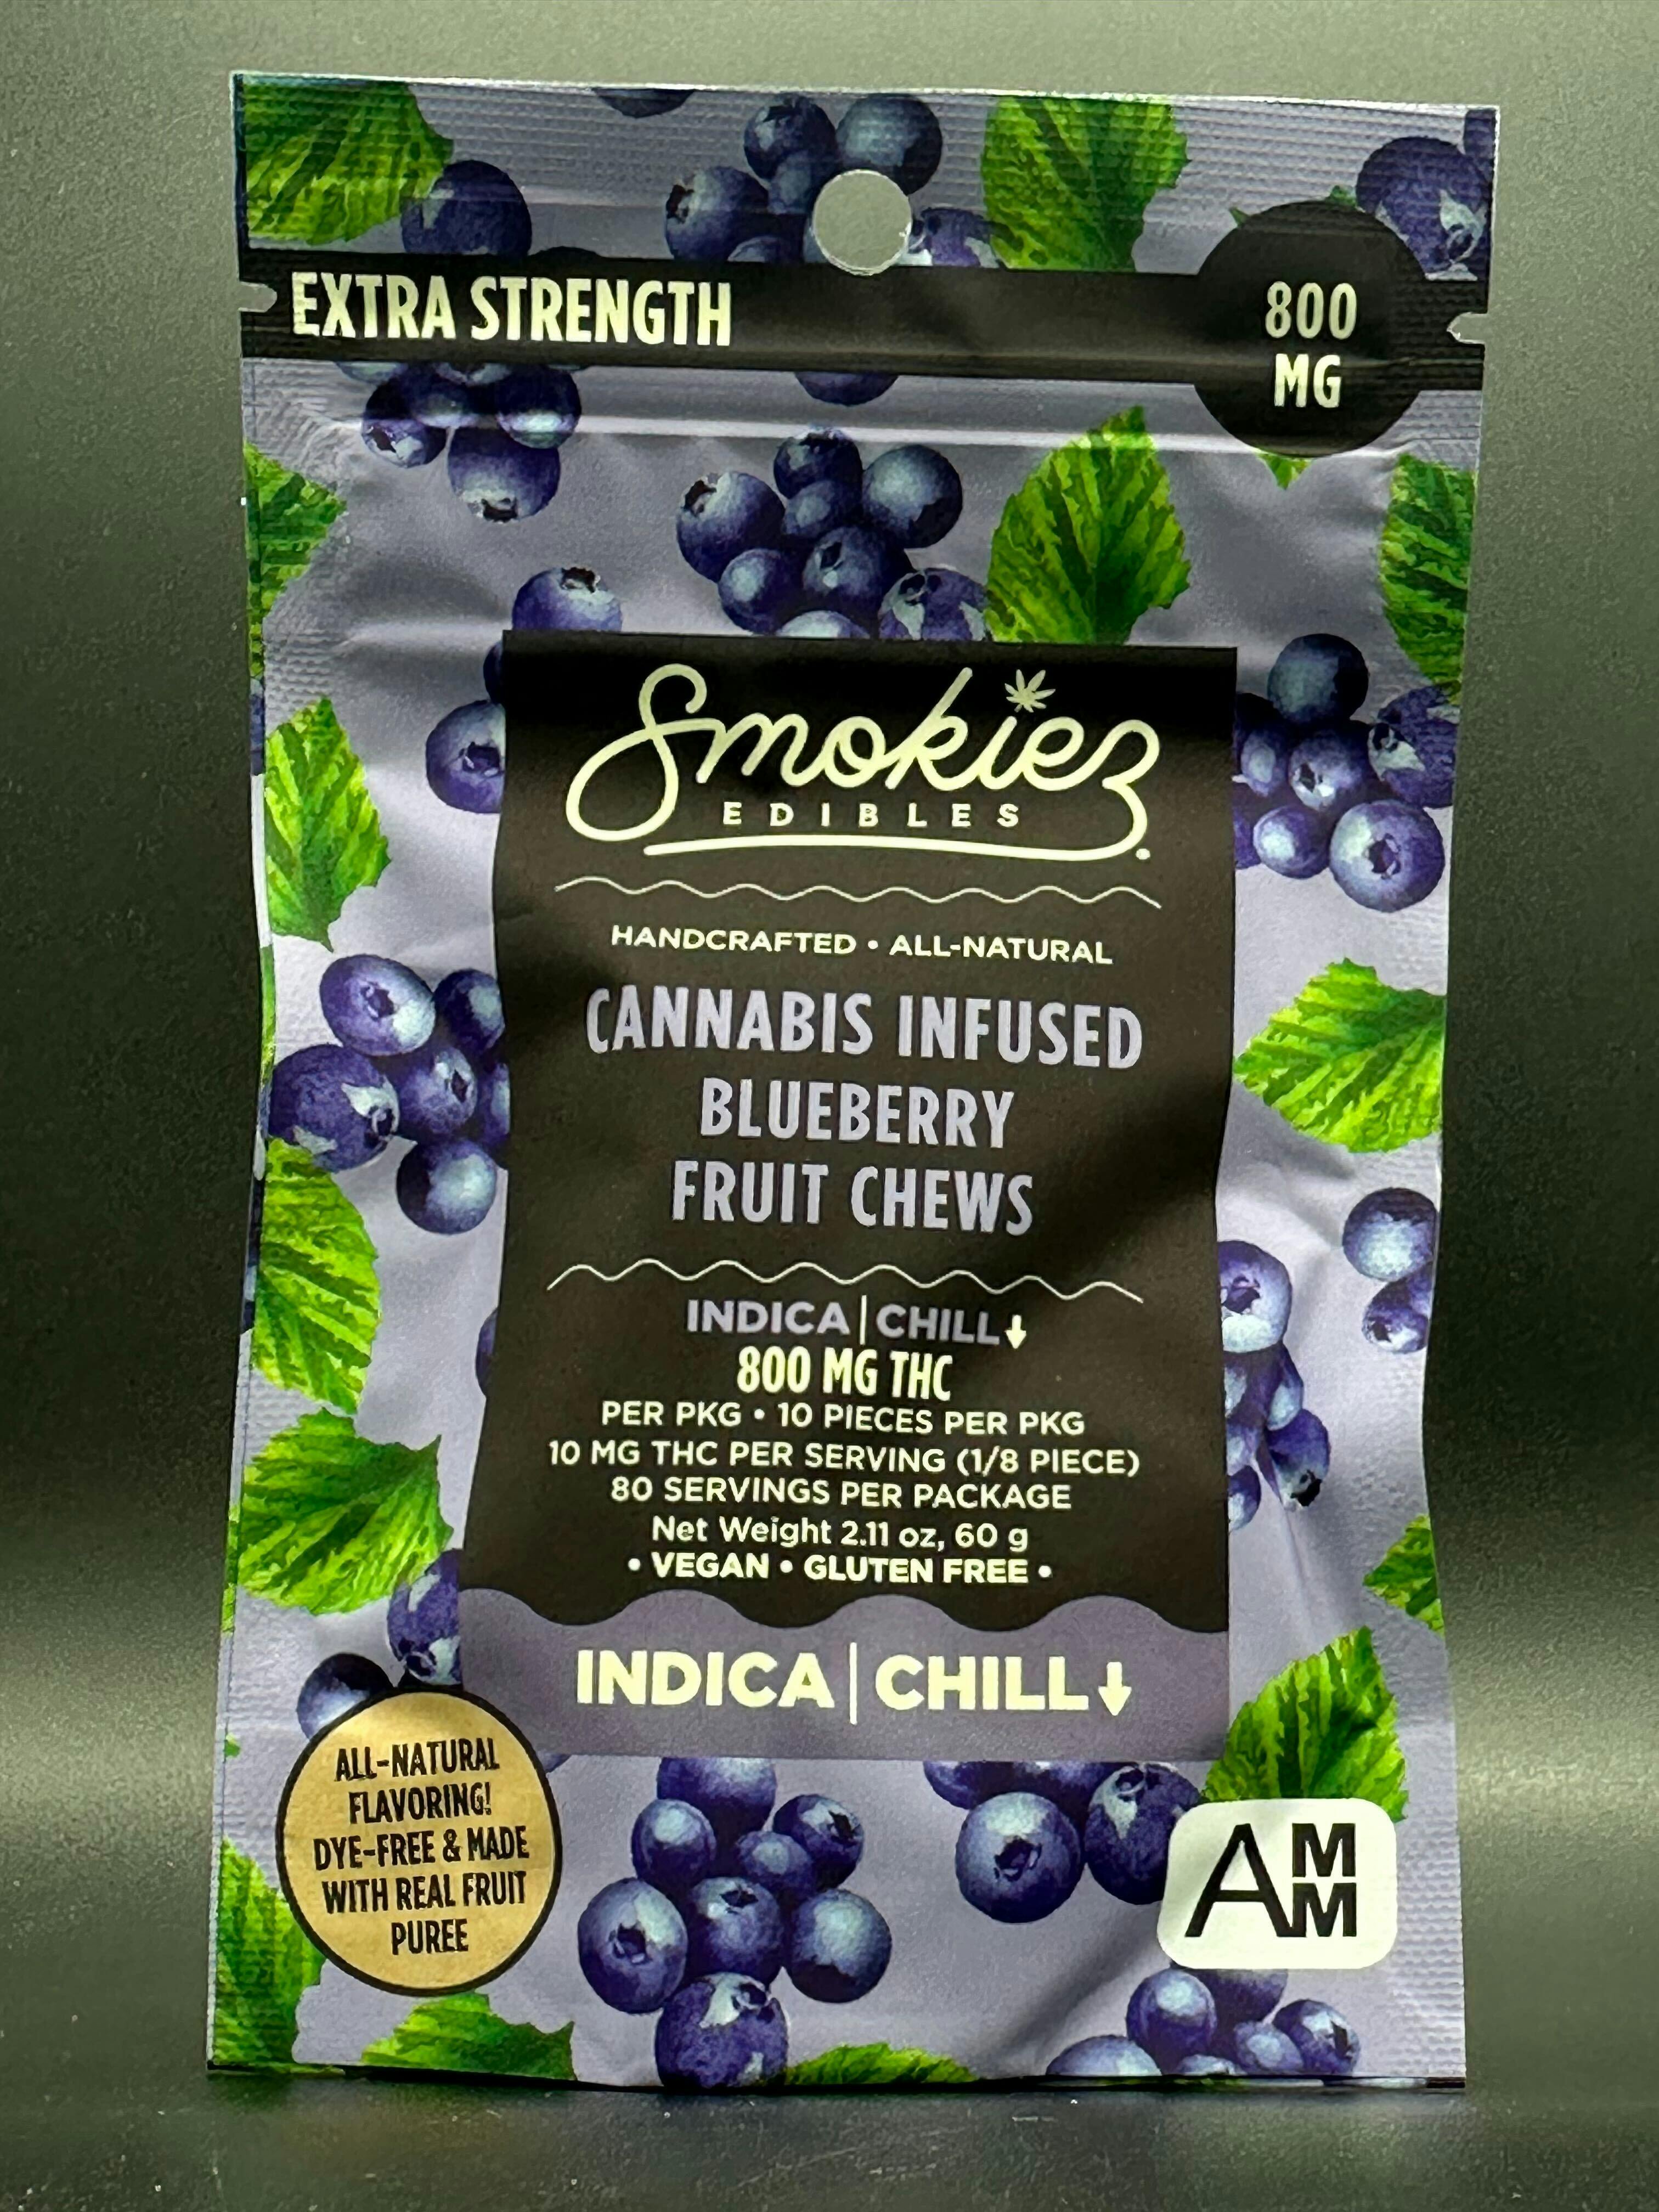 EXTRA STRENGTH
800
MG
Smokiez
EDIBLES
HANDCRAFTED • ALL-NATURAL
CANNABIS INFUSED
BLUEBERRY
FRUIT CHEWS
INDICA | CHILL↓
800 MG THC
PER PKG • 10 PIECES PER PKG
10 MG THC PER SERVING (1/8 PIECE)
80 SERVINGS PER PACKAGE
Net Weight 2.11 oz, 60 g
• VEGAN • GLUTEN FREE •
INDICA | CHILL↓
ALL-NATURAL
FLAVORING!
DYE-FREE & MADE
WITH REAL FRUIT
PUREE
AMM